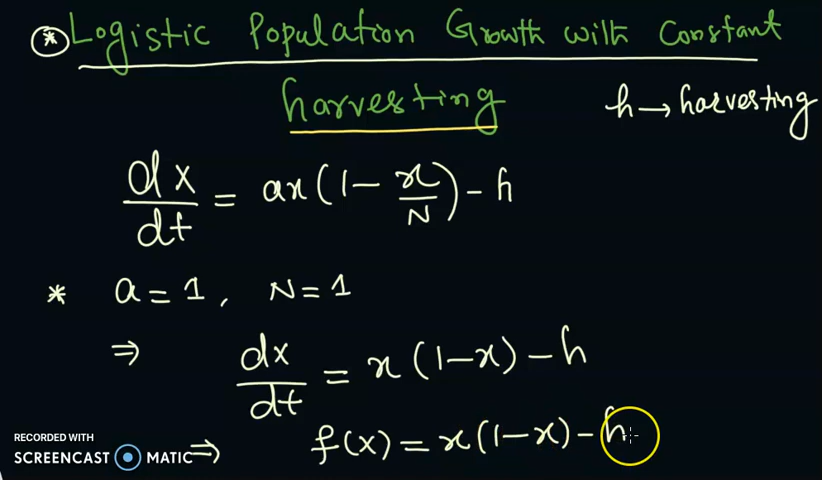 * Logistic Population Growth with Constant
harvesting
h → harvesting
dx/dt = ax(1 - x/N) - h
* a = 1, N = 1
⇒ dx/dt = x(1-x) - h
⇒ f(x) = x(1-x) - h
RECORDED WITH
SCREENCAST MATIC